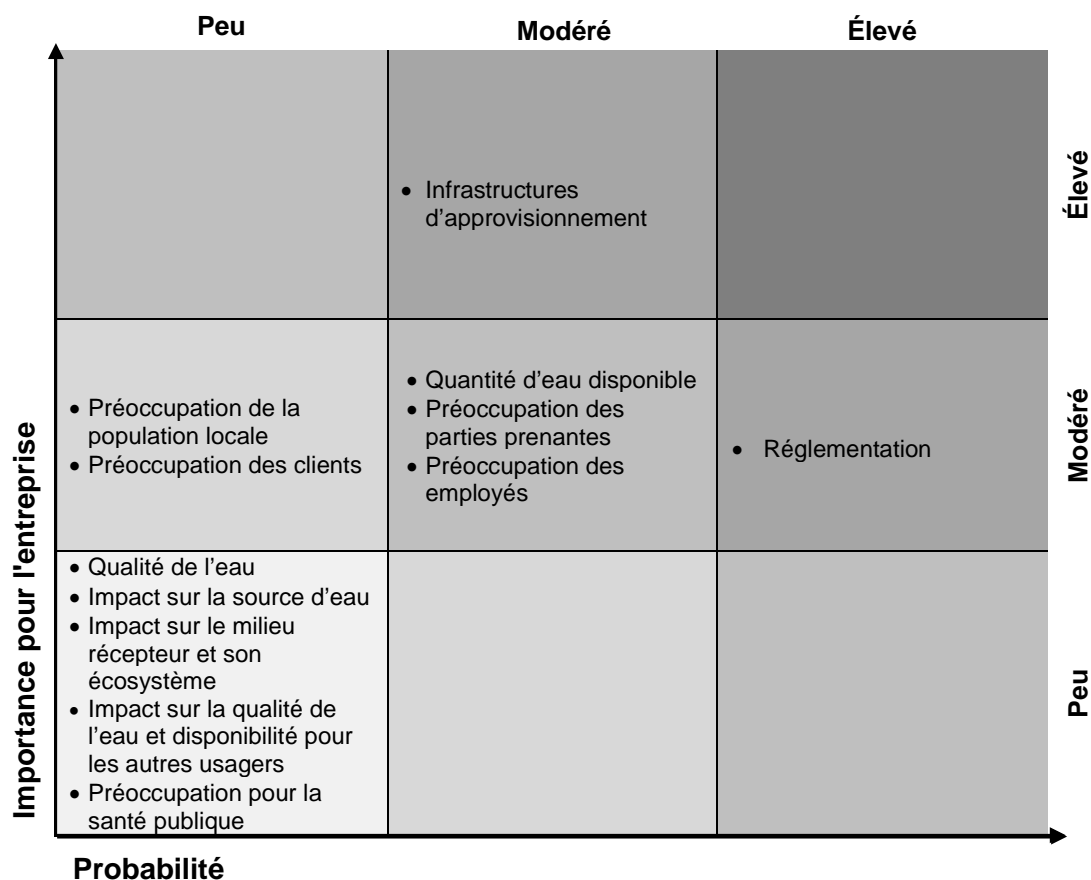 Peu
Modéré
Élevé
• Infrastructures
d’approvisionnement
Élevé
• Préoccupation de la
population locale
• Préoccupation des clients
• Quantité d’eau disponible
• Préoccupation des
parties prenantes
• Préoccupation des
employés
• Réglementation
Modéré
• Qualité de l’eau
• Impact sur la source d’eau
• Impact sur le milieu
récepteur et son
écosystème
• Impact sur la qualité de
l’eau et disponibilité pour
les autres usagers
• Préoccupation pour la
santé publique
Peu
Importance pour l'entreprise
Probabilité